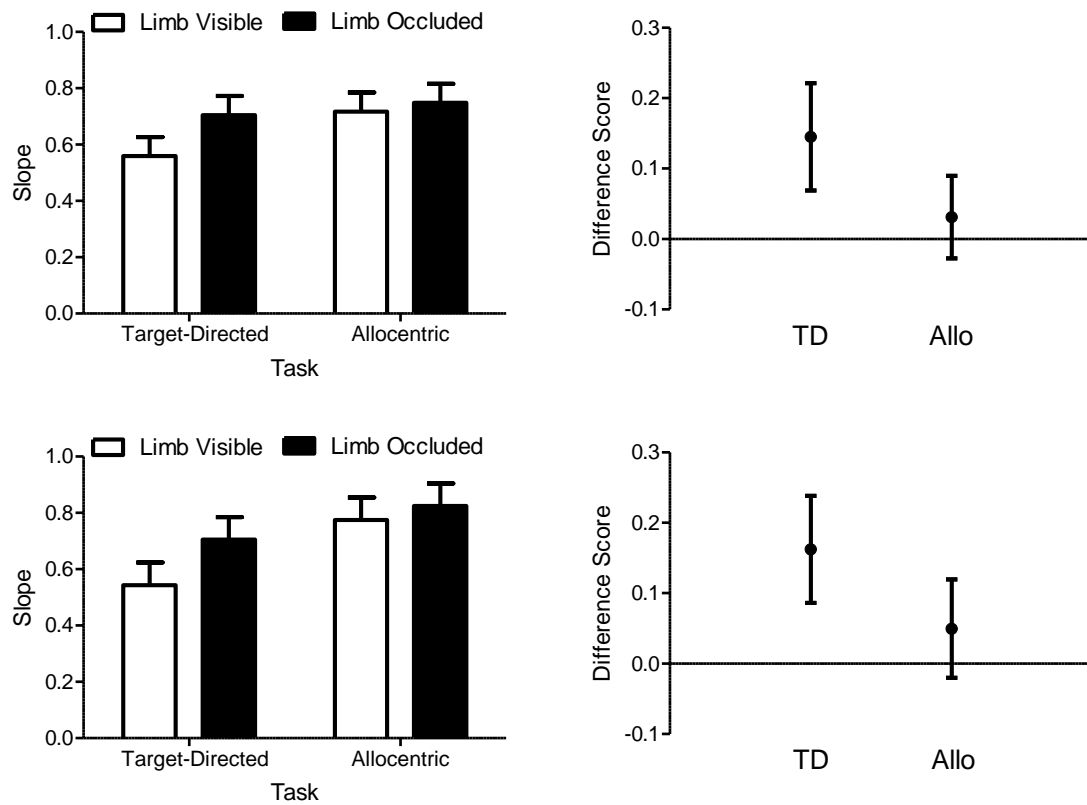 Limb Visible Limb Occluded
Slope
1.0
0.8
0.6
0.4
0.2
0.0
Target-Directed Allocentric
Task
Difference Score
0.3
0.2
0.1
0.0
-0.1
TD Allo
Limb Visible Limb Occluded
Slope
1.0
0.8
0.6
0.4
0.2
0.0
Target-Directed Allocentric
Task
Difference Score
0.3
0.2
0.1
0.0
-0.1
TD Allo